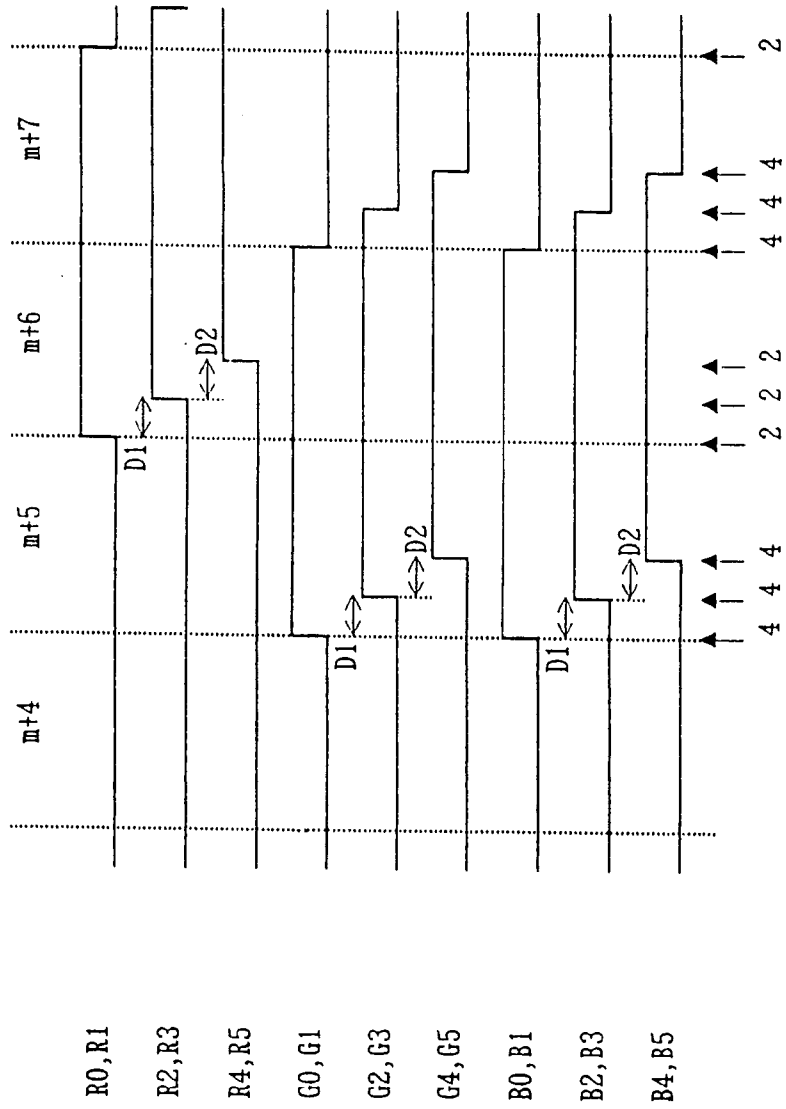 m+4 m+5 m+6 m+7
R0,R1
D1
R2,R3
D2
R4,R5
G0,G1
D1
G2,G3
D2
G4,G5
B0,B1
D1
B2,B3
D2
B4,B5
4 4 4 2 2 2 4 4 4 2